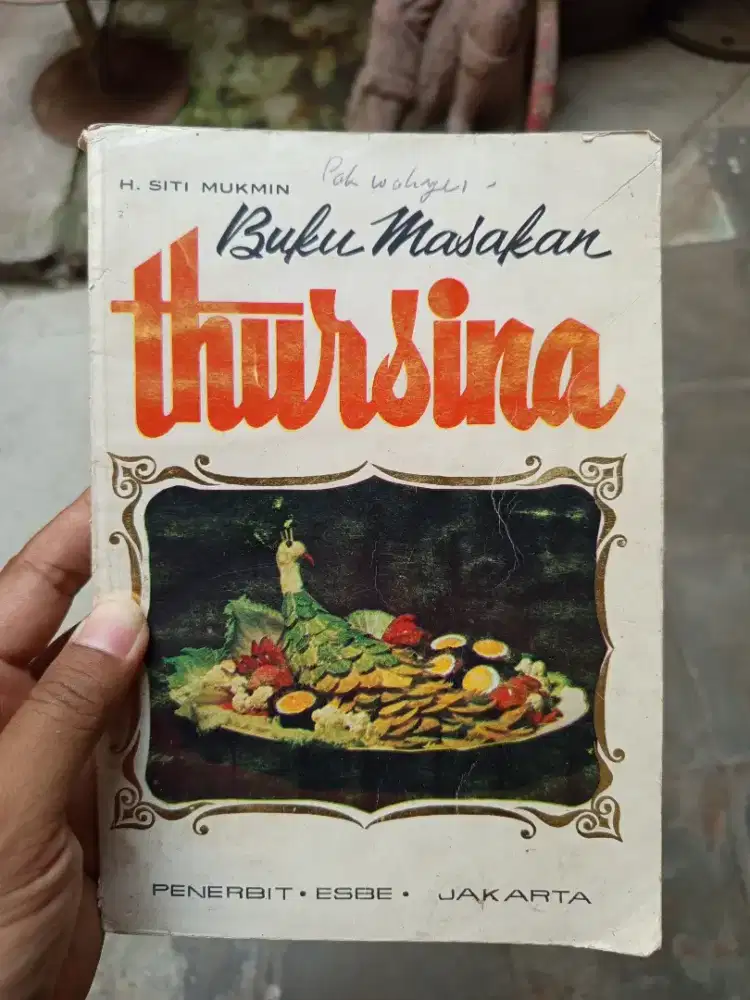 H. SITI MUKMIN
Pak wahyu -
Buku Masakan
thursina
PENERBIT • ESBE • JAKARTA